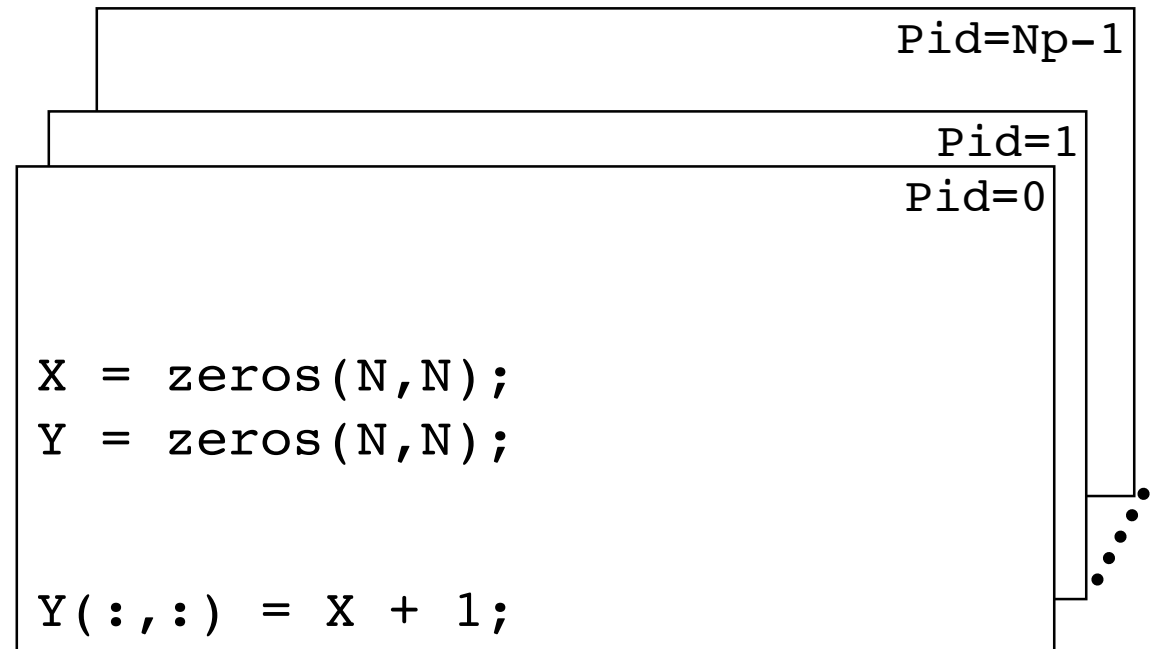 Pid=Np-1
Pid=1
Pid=0
X = zeros(N,N);
Y = zeros(N,N);
Y(:,:) = X + 1;